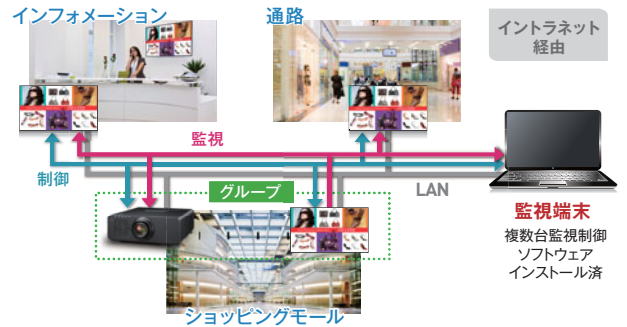 インフォメーション
通路
イントラネット
経由
監視
制御
グループ
LAN
監視端末
複数台監視制御
ソフトウェア
インストール済
ショッピングモール